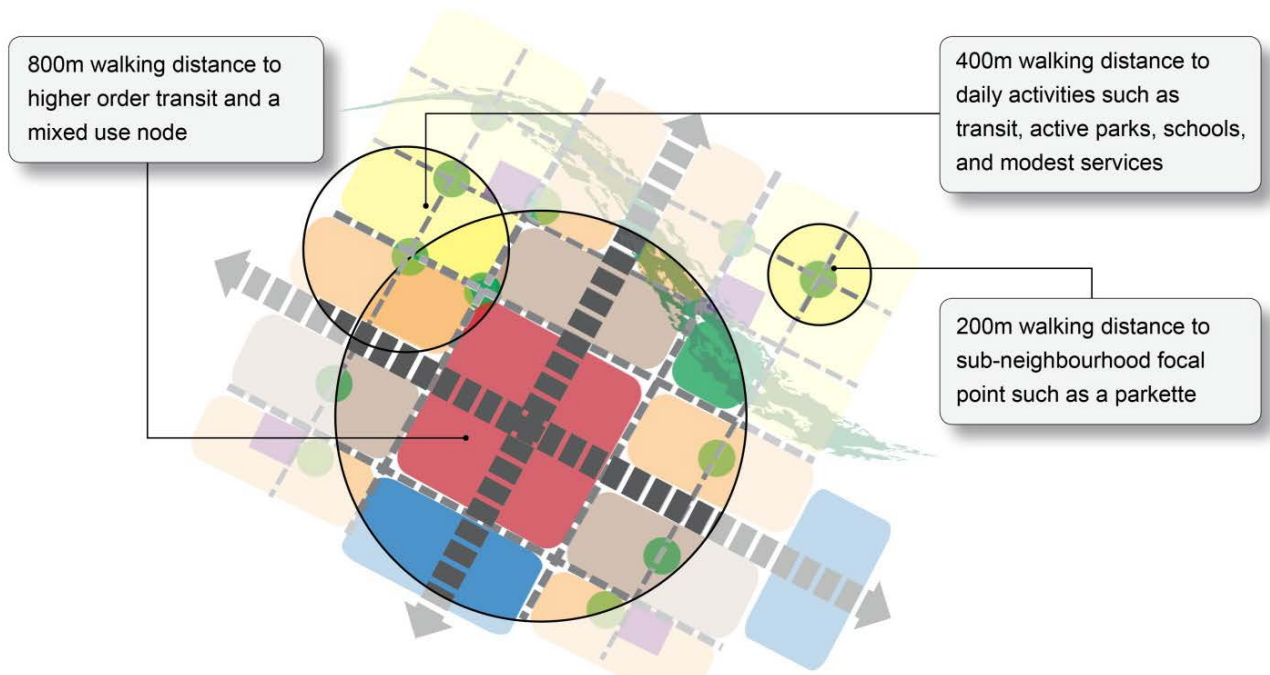 800m walking distance to
higher order transit and a
mixed use node
400m walking distance to
daily activities such as
transit, active parks, schools,
and modest services
200m walking distance to
sub-neighbourhood focal
point such as a parkette